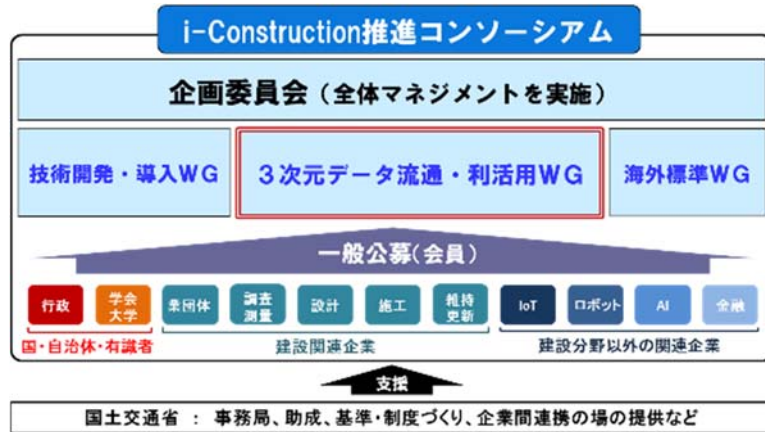 i-Construction推進コンソーシアム
企画委員会（全体マネジメントを実施）
技術開発・導入WG
３次元データ流通・利活用WG
海外標準WG
一般公募(会員)
行政
学会
大学
業団体
調査
測量
設計
施工
維持
更新
IoT
ロボット
AI
金融
国・自治体・有識者
建設関連企業
建設分野以外の関連企業
支援
国土交通省 ： 事務局、助成、基準・制度づくり、企業間連携の場の提供など